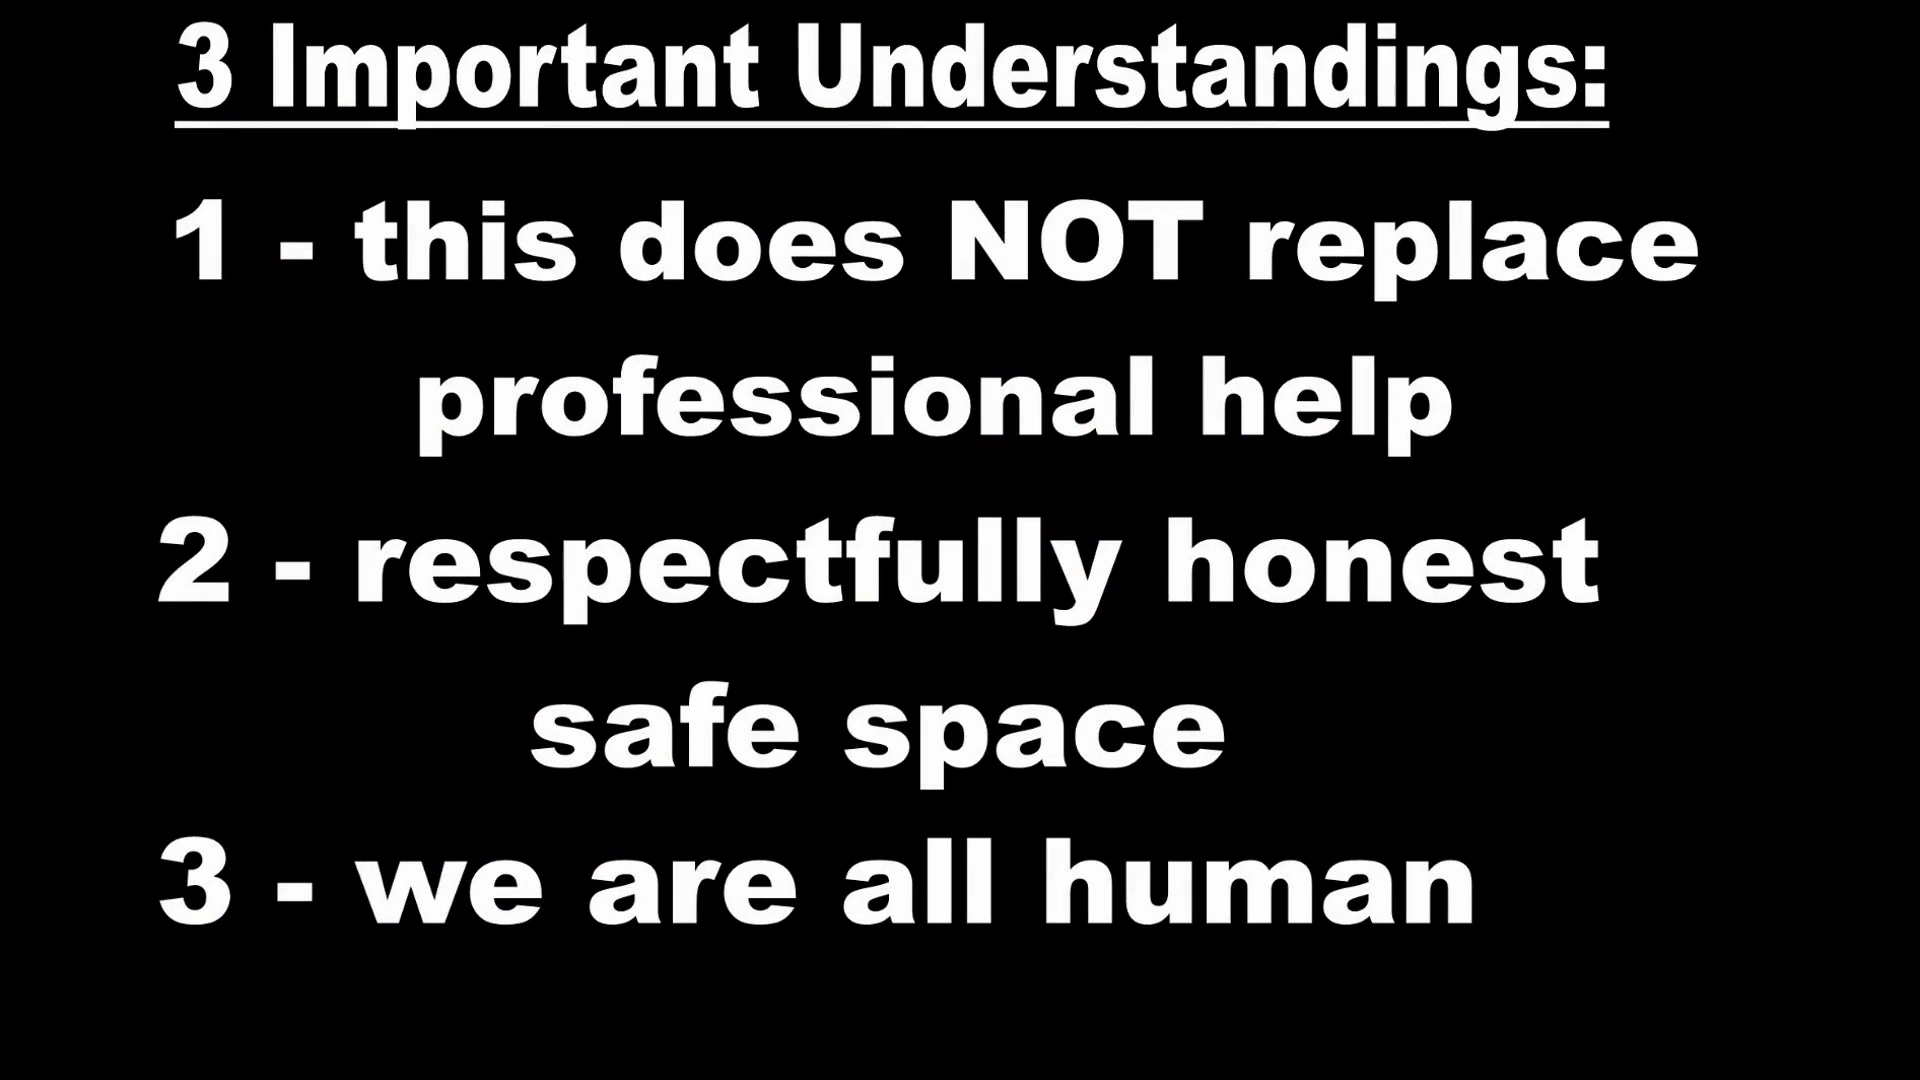 3 Important Understandings:
1 - this does NOT replace
professional help
2 - respectfully honest
safe space
3 - we are all human